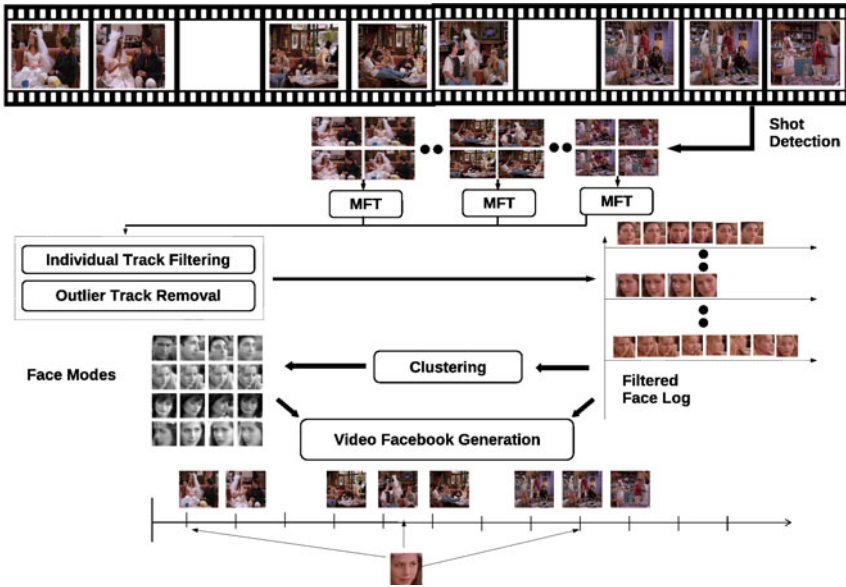 Shot
Detection
MFT
MFT
MFT
Individual Track Filtering
Outlier Track Removal
Face Modes
Clustering
Filtered
Face Log
Video Facebook Generation